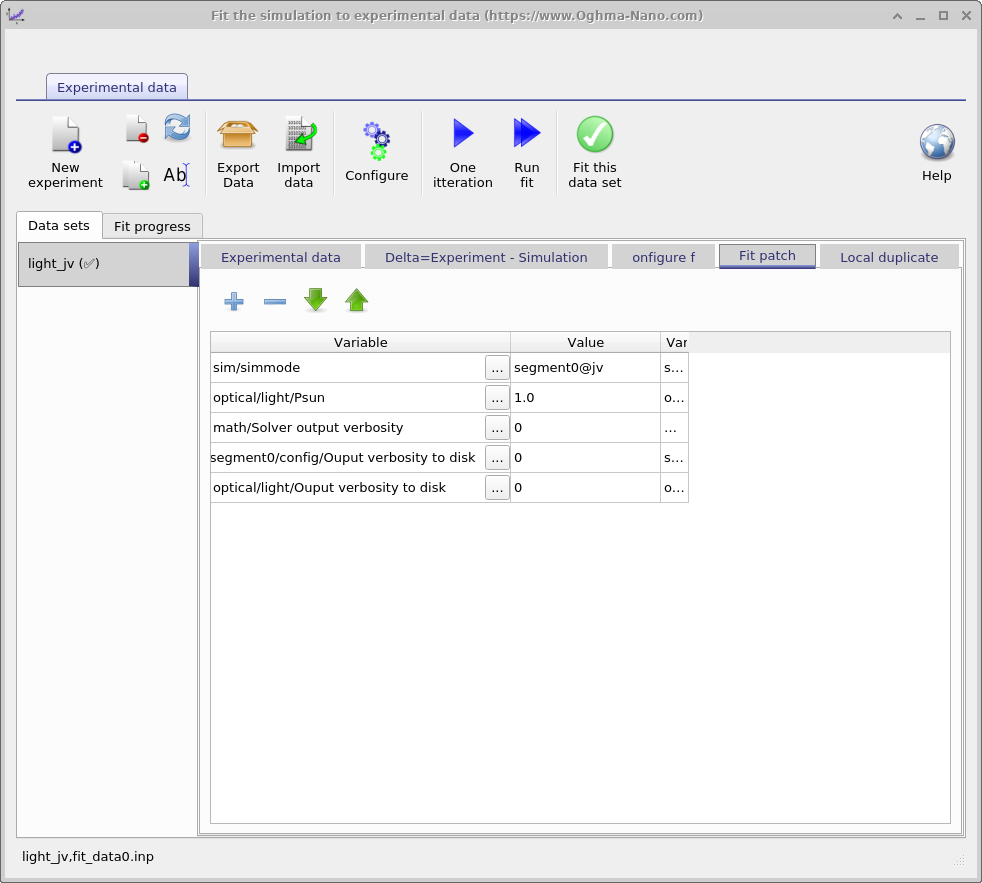 Fit the simulation to experimental data (https://www.Oghma-Nano.com)
Experimental data
New experiment
Ab
Export Data
Import data
Configure
One itteration
Run fit
Fit this data set
Help
Data sets
Fit progress
light_jv (✅)
Experimental data
Delta=Experiment - Simulation
onfigure f
Fit patch
Local duplicate
Variable Value Var
sim/simmode ... segment0@jv s...
optical/light/Psun ... 1.0 o...
math/Solver output verbosity ... 0 ...
segment0/config/Ouput verbosity to disk ... 0 s...
optical/light/Ouput verbosity to disk ... 0 o...
light_jv,fit_data0.inp